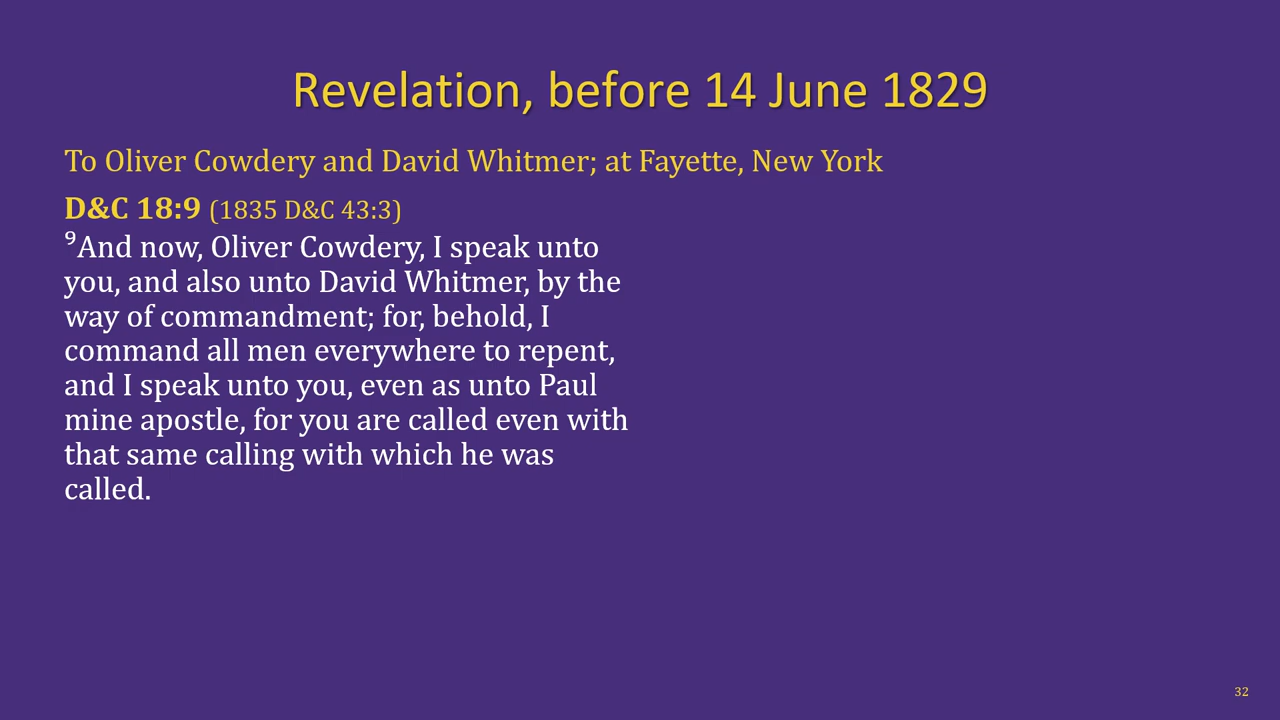 Revelation, before 14 June 1829
To Oliver Cowdery and David Whitmer; at Fayette, New York
D&C 18:9 (1835 D&C 43:3)
⁹And now, Oliver Cowdery, I speak unto
you, and also unto David Whitmer, by the
way of commandment; for, behold, I
command all men everywhere to repent,
and I speak unto you, even as unto Paul
mine apostle, for you are called even with
that same calling with which he was
called.
32